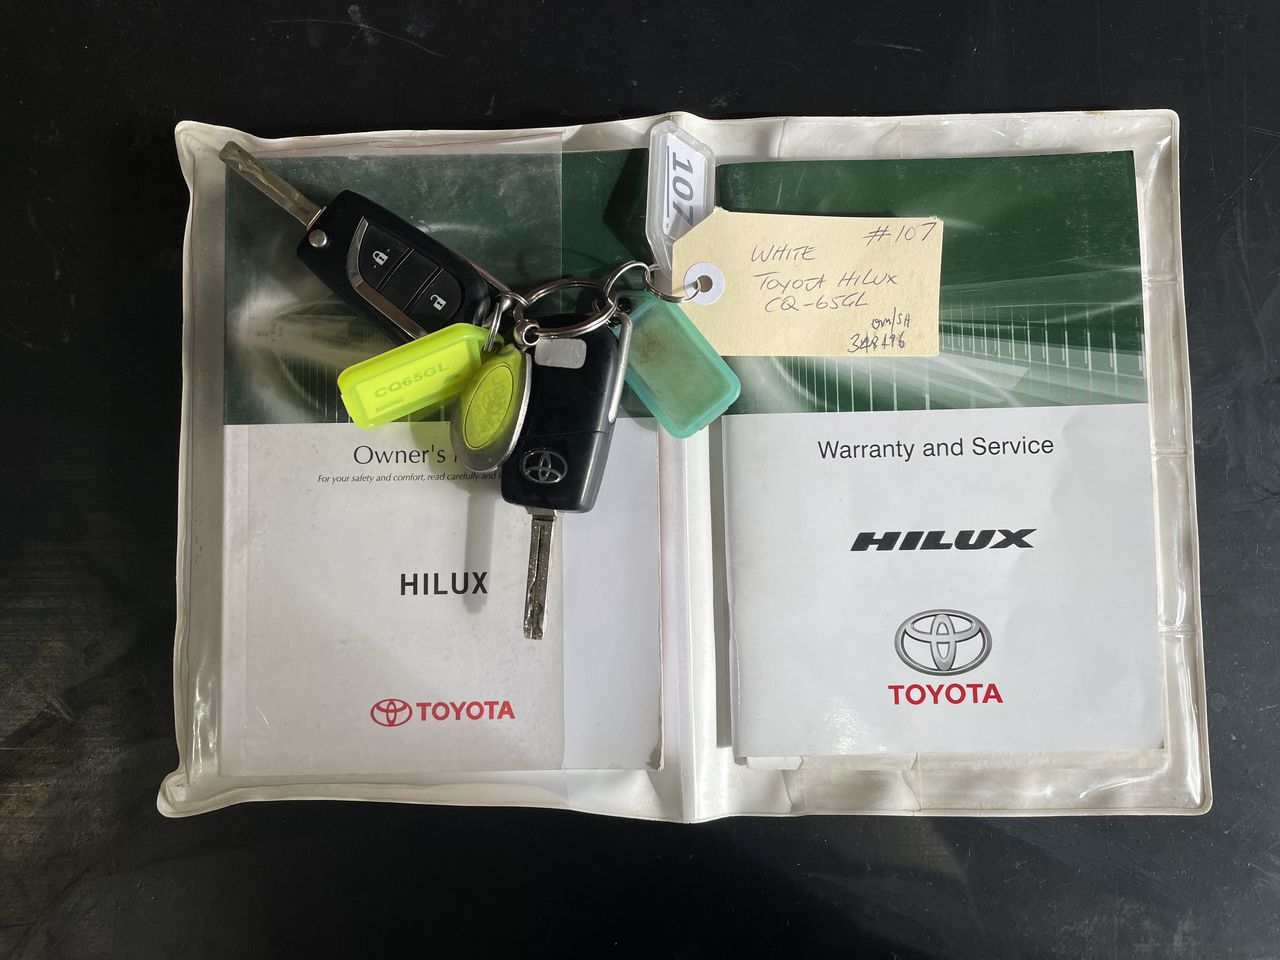 107
#107
WHITE
TOYOTA HILUX
CQ-65GL
CQ65GL
Owner's
For your safety and comfort, read carefully and
HILUX
TOYOTA
Warranty and Service
HILUX
TOYOTA